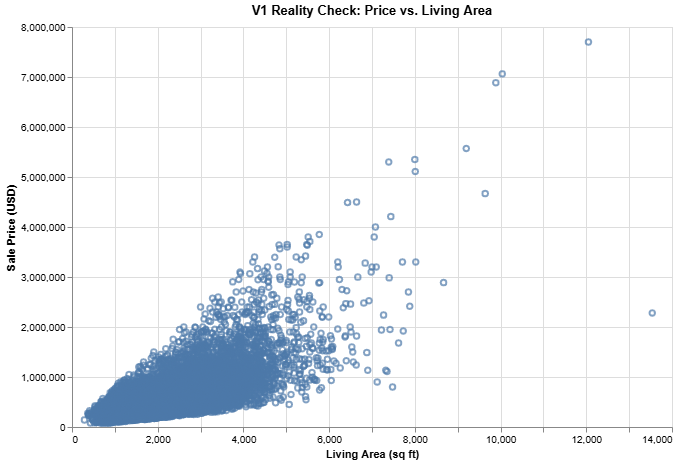 V1 Reality Check: Price vs. Living Area
8,000,000
7,000,000
6,000,000
5,000,000
4,000,000
3,000,000
2,000,000
1,000,000
0
Sale Price (USD)
0 2,000 4,000 6,000 8,000 10,000 12,000 14,000
Living Area (sq ft)